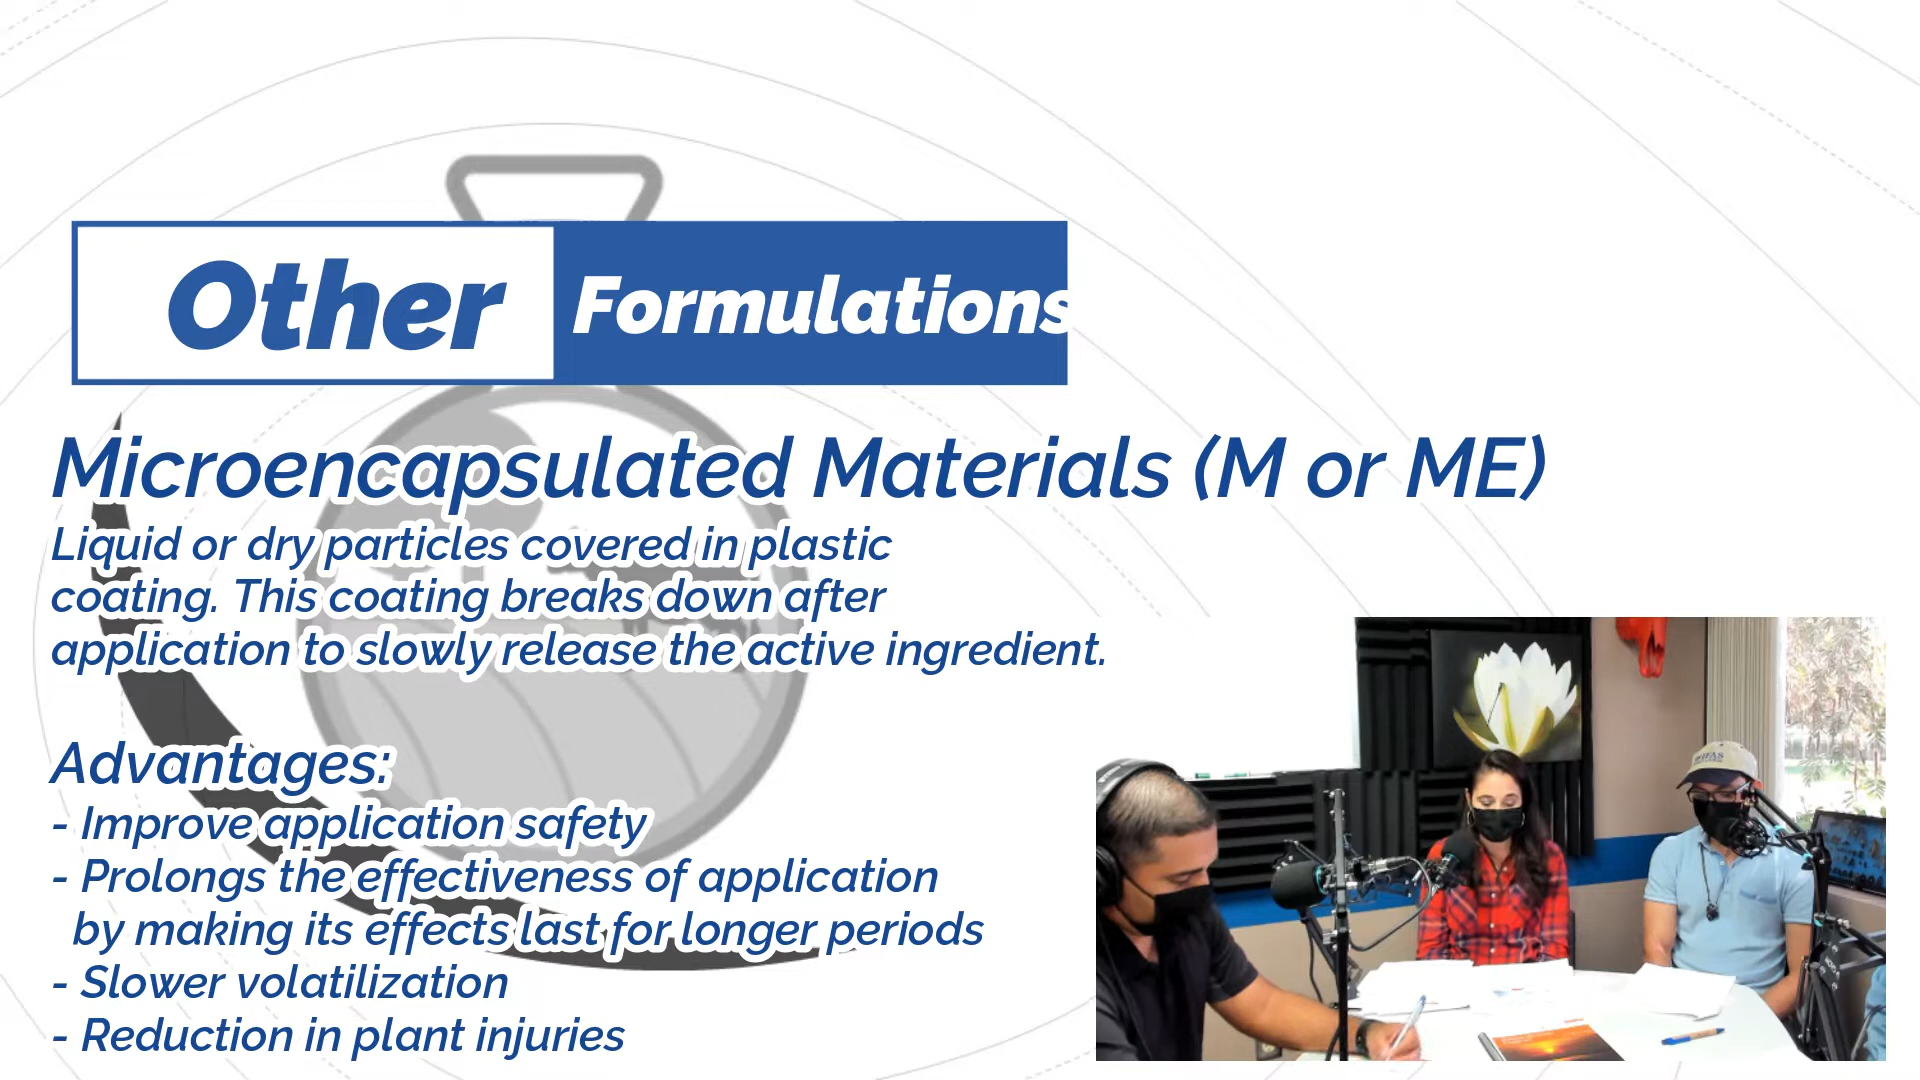 Other Formulations
Microencapsulated Materials (M or ME)
Liquid or dry particles covered in plastic
coating. This coating breaks down after
application to slowly release the active ingredient.
Advantages:
- Improve application safety
- Prolongs the effectiveness of application
by making its effects last for longer periods
- Slower volatilization
- Reduction in plant injuries
IFAS